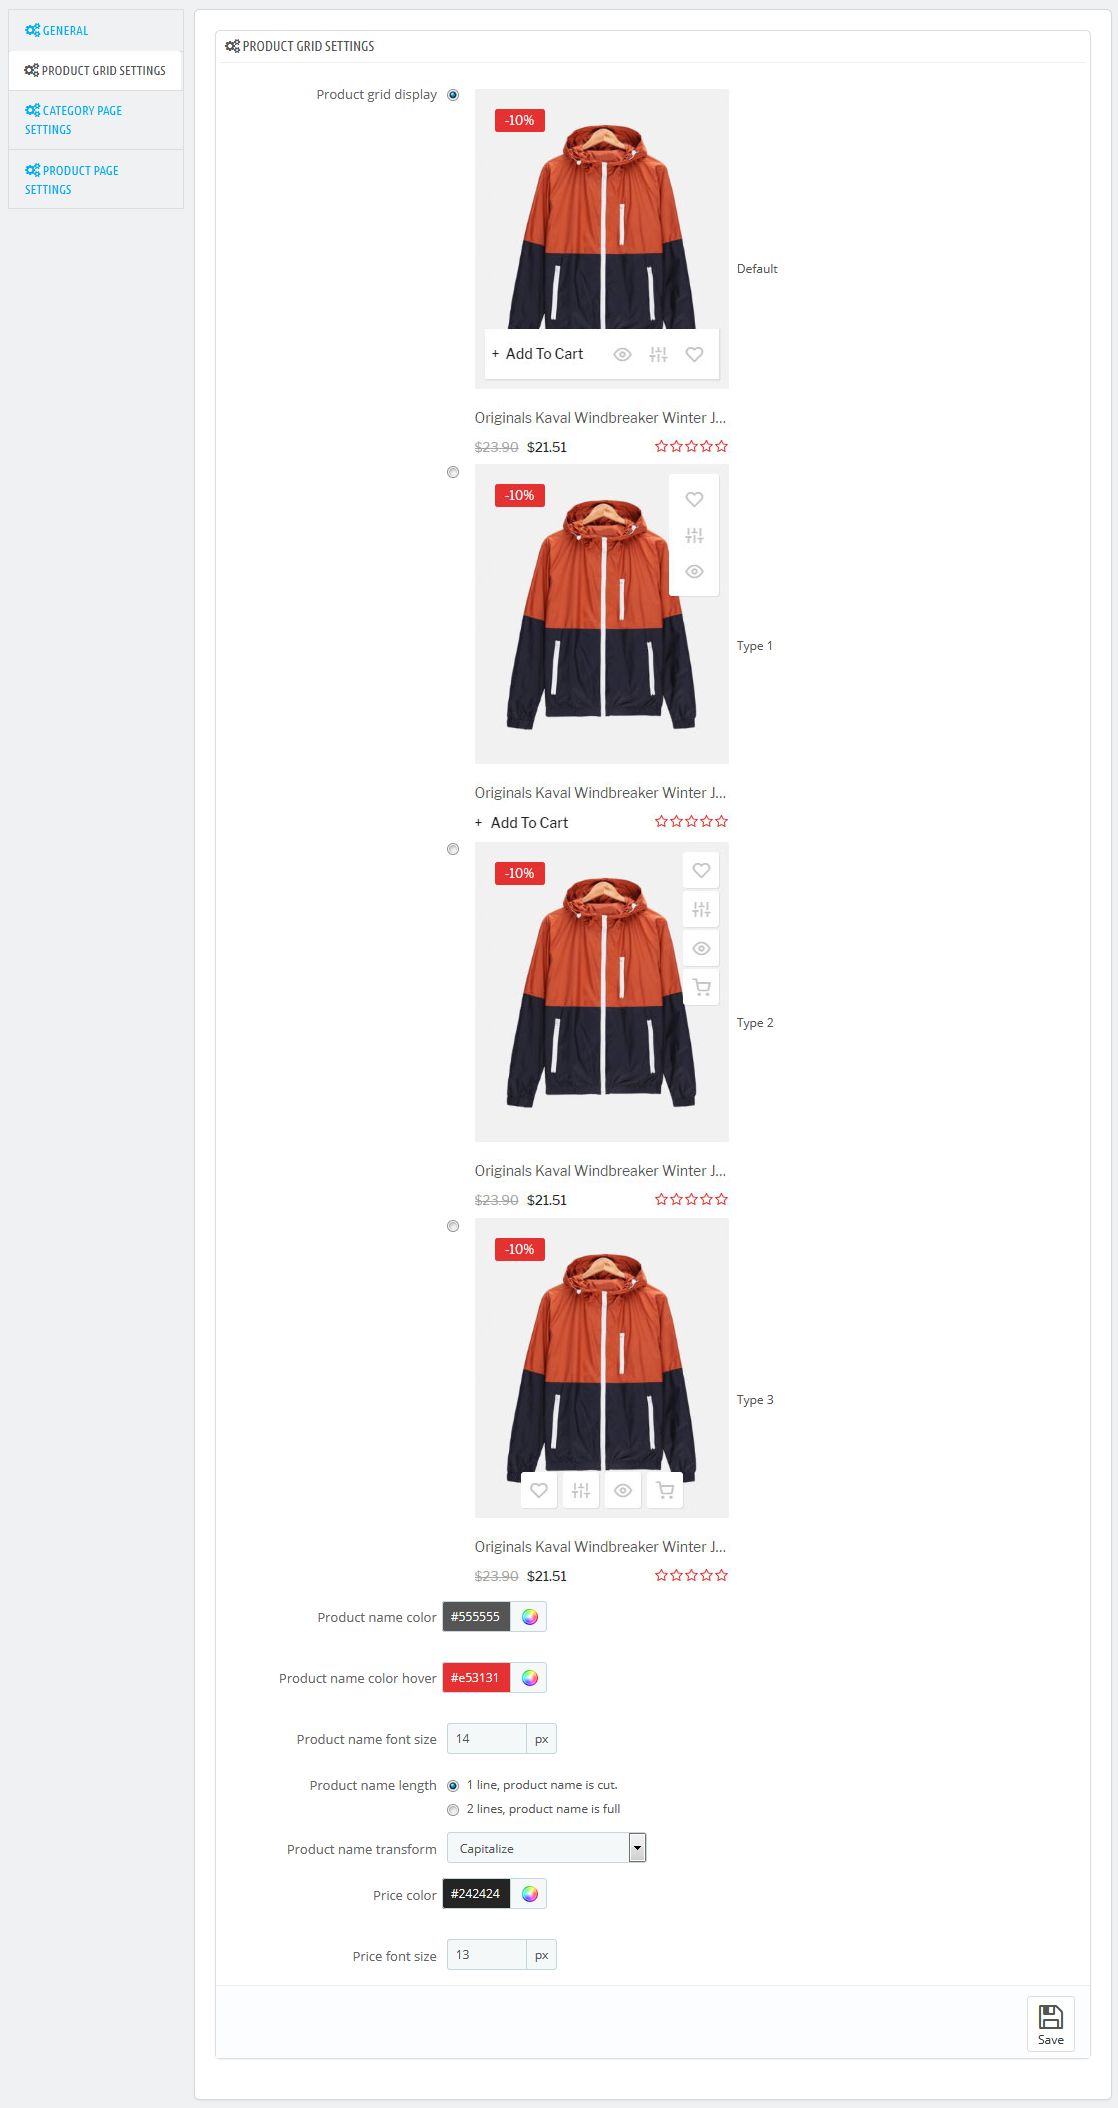 GENERAL
PRODUCT GRID SETTINGS
CATEGORY PAGE
SETTINGS
PRODUCT PAGE
SETTINGS
PRODUCT GRID SETTINGS
Product grid display
-10%
Default
+ Add To Cart
Originals Kaval Windbreaker Winter J...
$23.90 $21.51
-10%
Type 1
Originals Kaval Windbreaker Winter J...
+ Add To Cart
-10%
Type 2
Originals Kaval Windbreaker Winter J...
$23.90 $21.51
-10%
Type 3
Originals Kaval Windbreaker Winter J...
$23.90 $21.51
Product name color #555555
Product name color hover #e53131
Product name font size 14 px
Product name length 1 line, product name is cut.
2 lines, product name is full
Product name transform Capitalize
Price color #242424
Price font size 13 px
Save